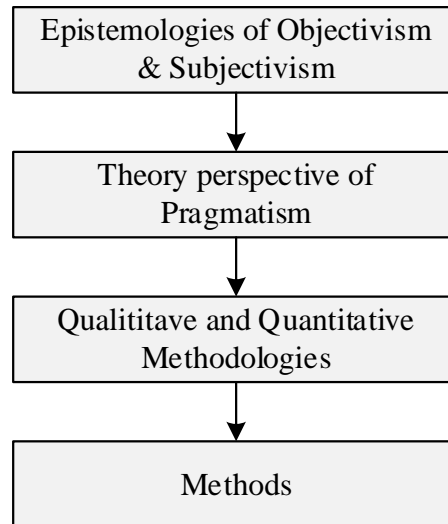 Epistemologies of Objectivism
& Subjectivism
Theory perspective of
Pragmatism
Qualititave and Quantitative
Methodologies
Methods